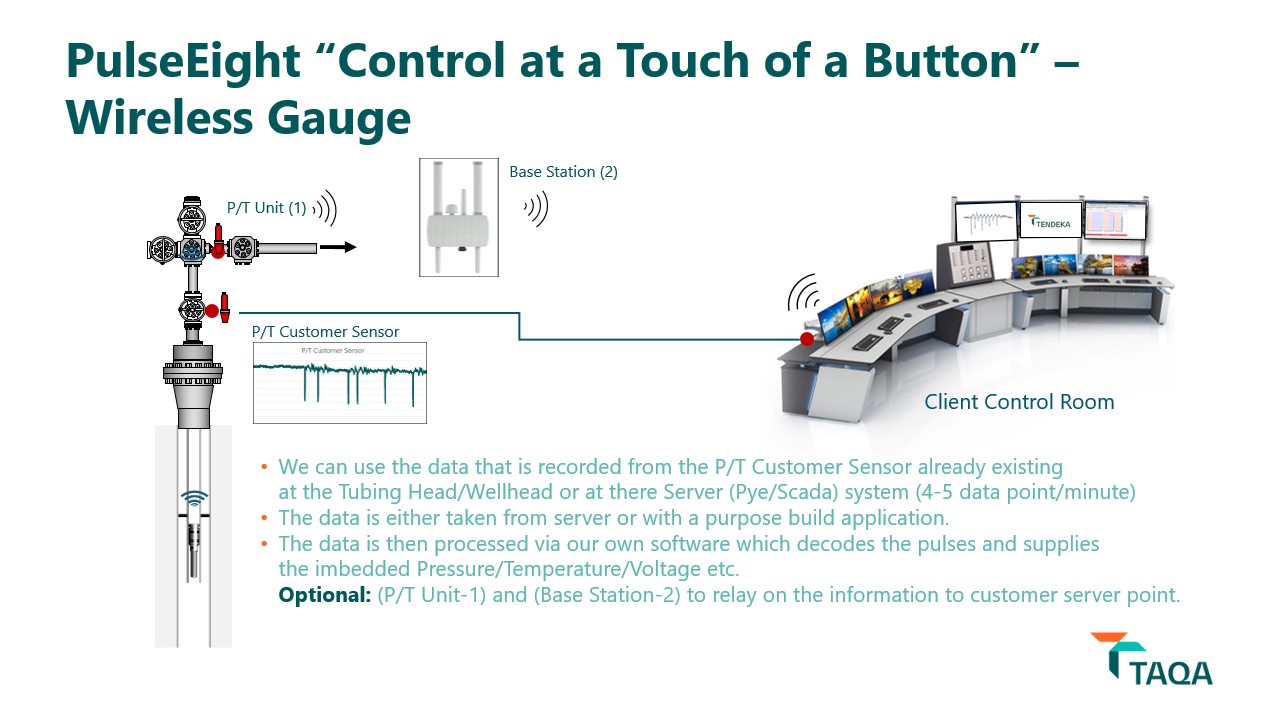 PulseEight “Control at a Touch of a Button” –
Wireless Gauge
Base Station (2)
P/T Unit (1)
TENDEKA
P/T Customer Sensor
P/T Customer Sensor
Client Control Room
• We can use the data that is recorded from the P/T Customer Sensor already existing
at the Tubing Head/Wellhead or at there Server (Pye/Scada) system (4-5 data point/minute)
• The data is either taken from server or with a purpose build application.
• The data is then processed via our own software which decodes the pulses and supplies
the imbedded Pressure/Temperature/Voltage etc.
Optional: (P/T Unit-1) and (Base Station-2) to relay on the information to customer server point.
TAQA